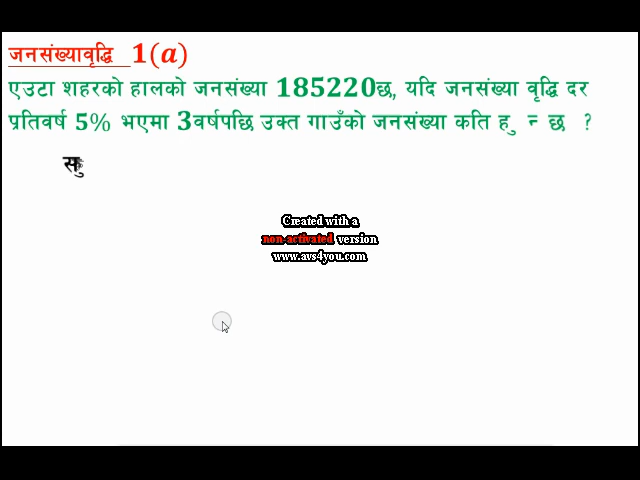 जनसंख्यावृद्धि 1(a)
एउटा शहरको हालको जनसंख्या 185220छ, यदि जनसंख्या वृद्धि दर
प्रतिवर्ष 5% भएमा 3वर्षपछि उक्त गाउँको जनसंख्या कति हुन्छ ?
Created with a
non-activated version
www.avs4you.com